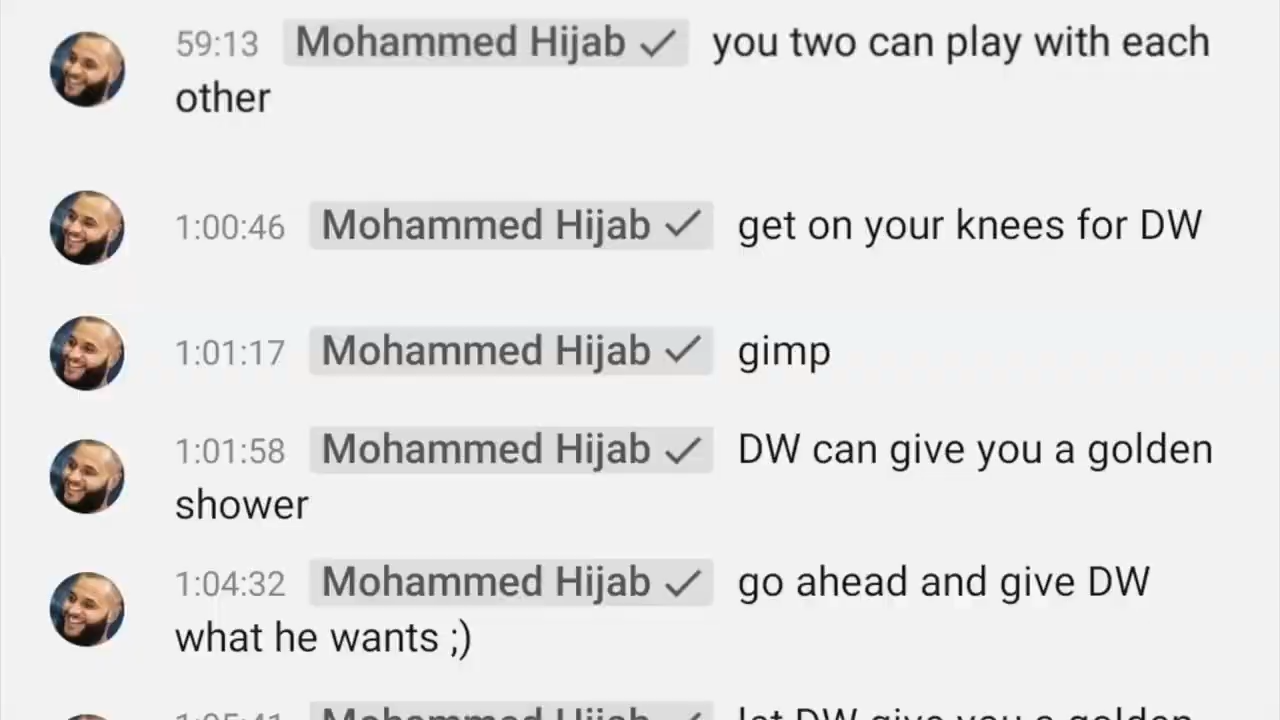 59:13 Mohammed Hijab ✓ you two can play with each
other
1:00:46 Mohammed Hijab ✓ get on your knees for DW
1:01:17 Mohammed Hijab ✓ gimp
1:01:58 Mohammed Hijab ✓ DW can give you a golden
shower
1:04:32 Mohammed Hijab ✓ go ahead and give DW
what he wants ;)
1:05:41 Mohammed Hijab ✓ let DW give you a golden